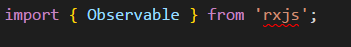 import { Observable } from 'rxjs';